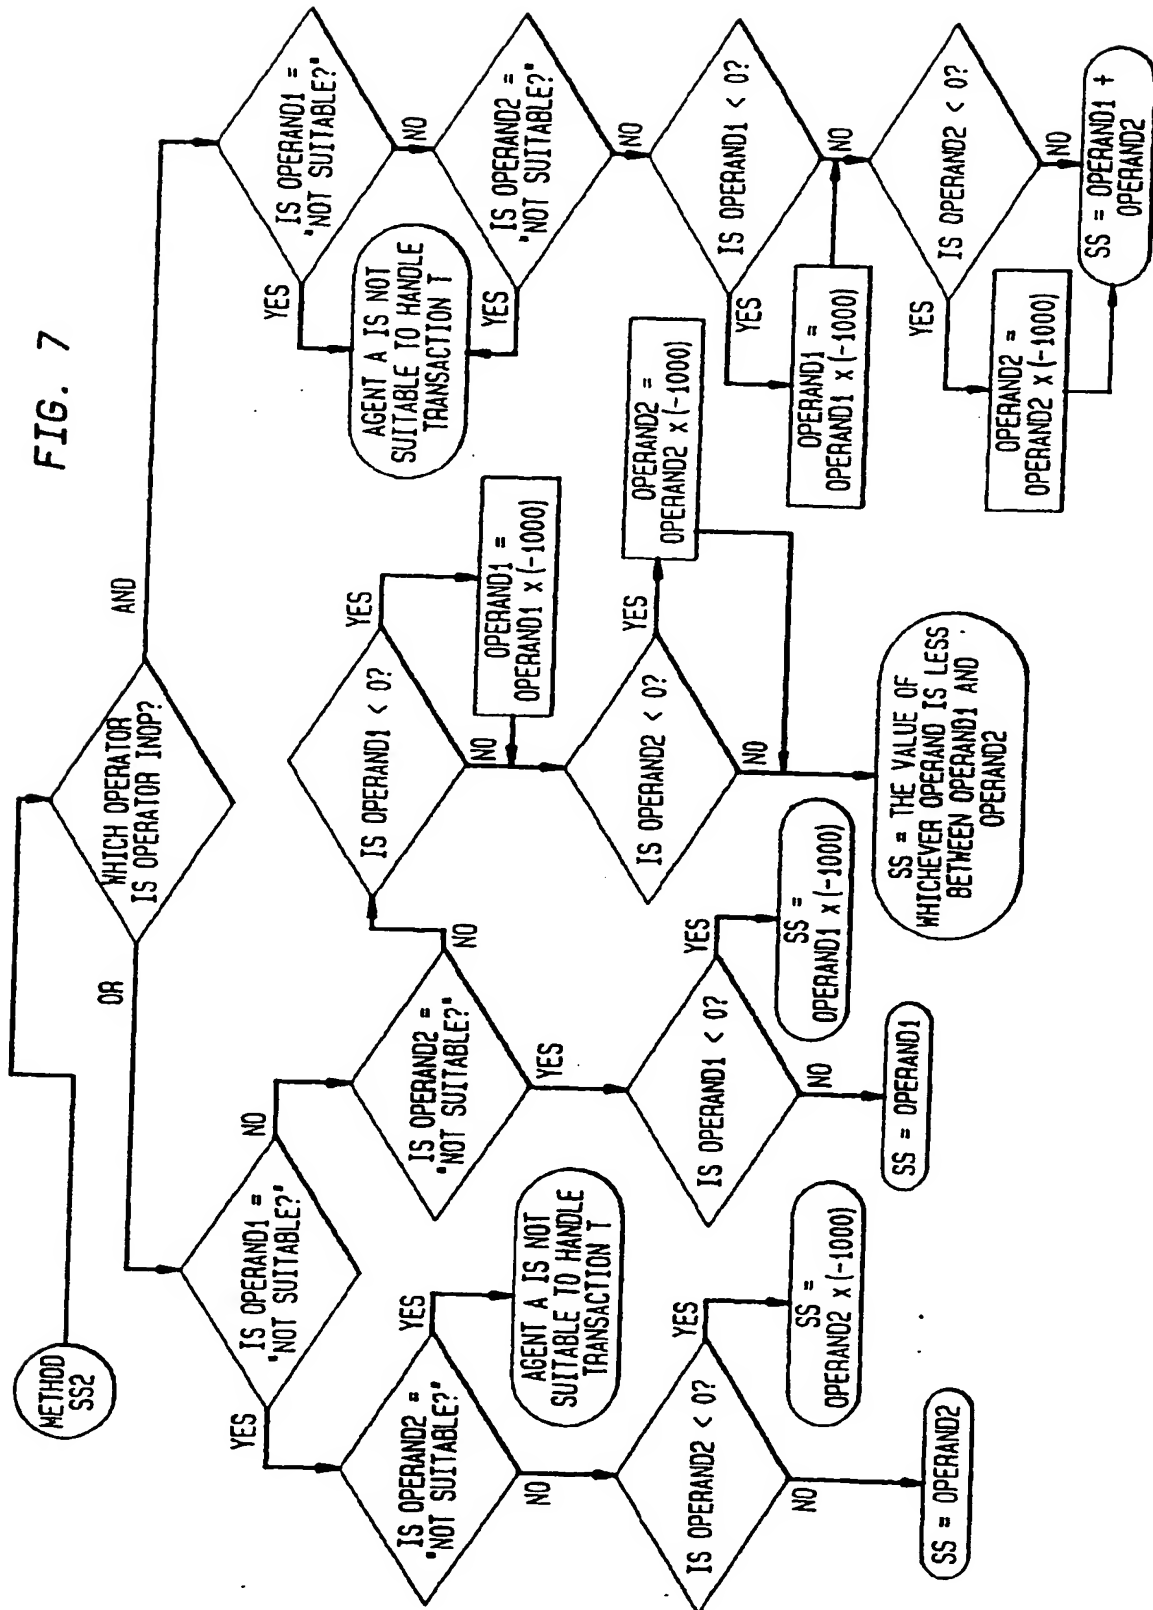 FIG. 7
METHOD
SS2
WHICH OPERATOR
IS OPERATOR INOP?
OR
AND
IS OPERAND1 =
"NOT SUITABLE?"
YES
NO
IS OPERAND2 =
"NOT SUITABLE?"
YES
NO
AGENT A IS NOT
SUITABLE TO HANDLE
TRANSACTION T
IS OPERAND2 < 0?
YES
NO
SS =
OPERAND2 x (-1000)
SS = OPERAND2
IS OPERAND2 =
"NOT SUITABLE?"
YES
NO
IS OPERAND1 < 0?
YES
NO
SS =
OPERAND1 x (-1000)
SS = OPERAND1
IS OPERAND1 < 0?
YES
NO
OPERAND1 =
OPERAND1 x (-1000)
IS OPERAND2 < 0?
YES
NO
OPERAND2 =
OPERAND2 x (-1000)
SS = THE VALUE OF
WHICHEVER OPERAND IS LESS
BETWEEN OPERAND1 AND
OPERAND2
IS OPERAND1 =
"NOT SUITABLE?"
YES
NO
AGENT A IS NOT
SUITABLE TO HANDLE
TRANSACTION T
IS OPERAND2 =
"NOT SUITABLE?"
YES
NO
IS OPERAND1 < 0?
YES
NO
OPERAND1 =
OPERAND1 x (-1000)
IS OPERAND2 < 0?
YES
NO
OPERAND2 =
OPERAND2 x (-1000)
SS = OPERAND1 +
OPERAND2